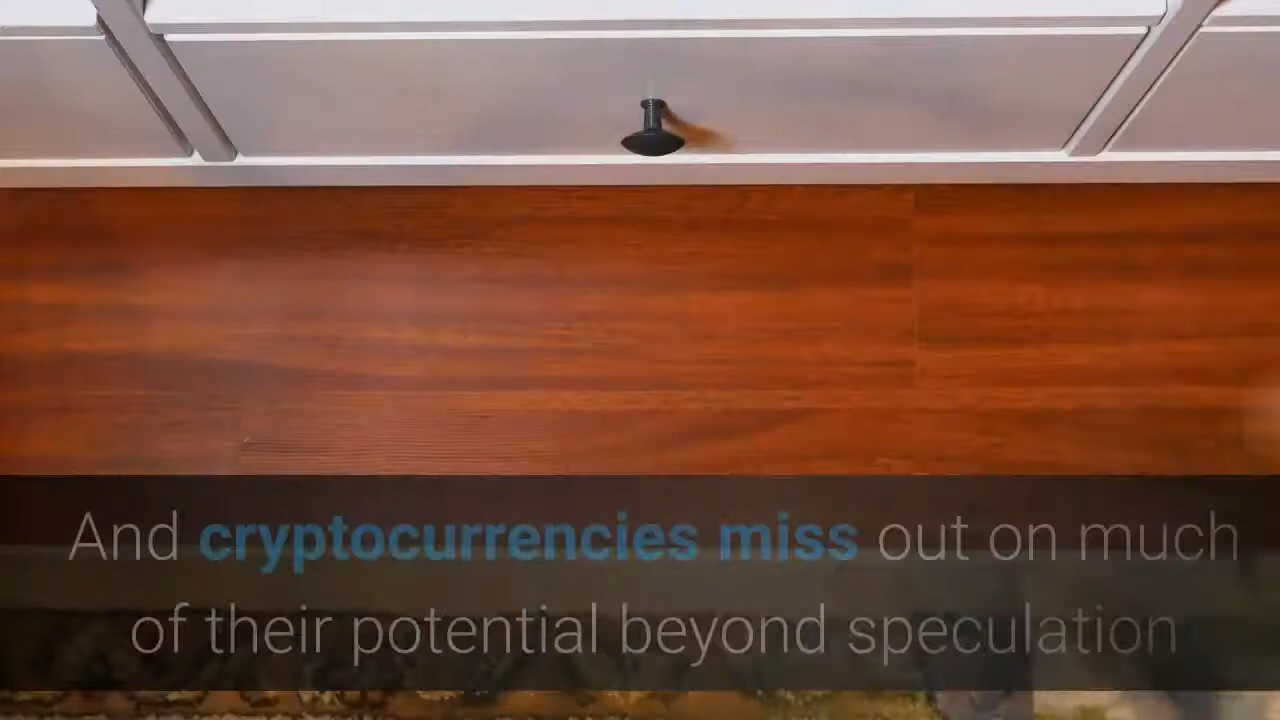 And cryptocurrencies miss out on much
of their potential beyond speculation